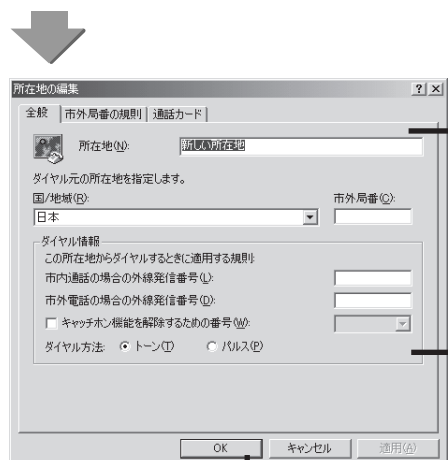 所在地の編集
全般 市外局番の規則 通話カード
所在地(N): 新しい所在地
ダイヤル元の所在地を指定します。
国/地域(R): 市外局番(C):
日本
ダイヤル情報
この所在地からダイヤルするときに適用する規則:
市内通話の場合の外線発信番号(L):
市外電話の場合の外線発信番号(D):
キャッチホン機能を解除するための番号(W):
ダイヤル方法: トーン(T) パルス(P)
OK キャンセル 適用(A)